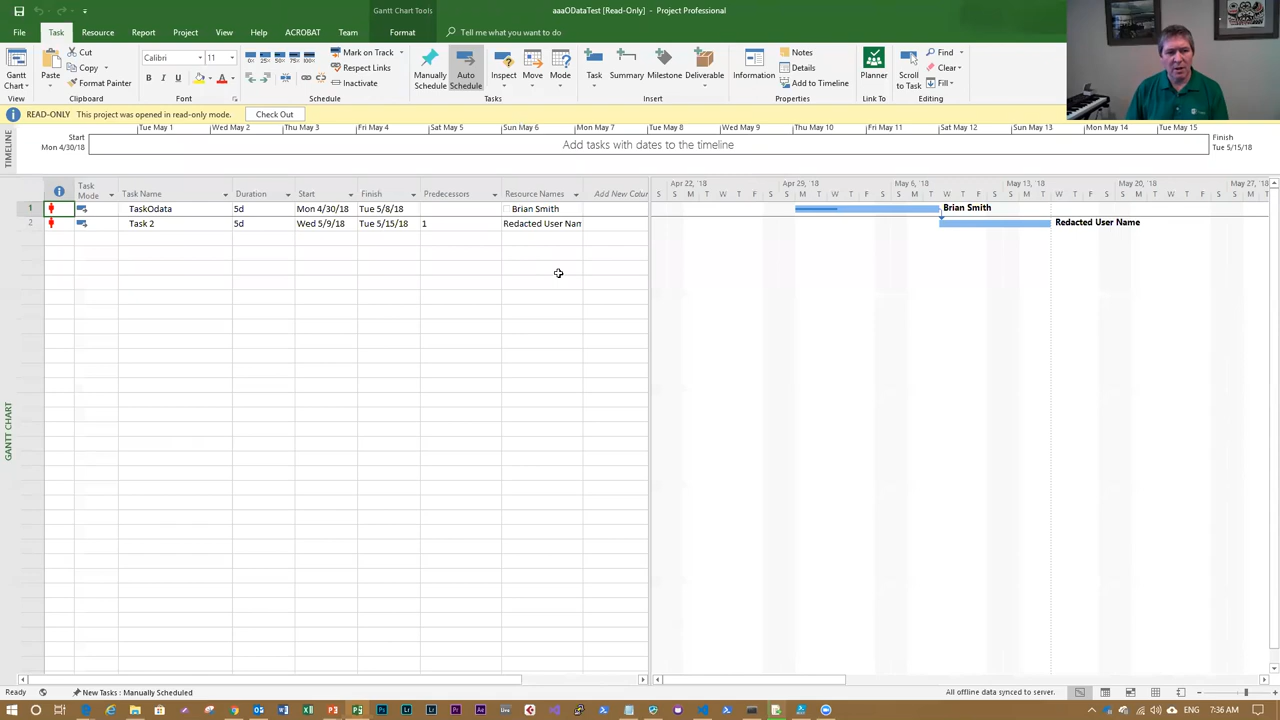 Gantt Chart Tools
aaaODataTest [Read-Only] - Project Professional
File Task Resource Report Project View Help ACROBAT Team Format Tell me what you want to do
Gantt Chart
View
Paste
Cut
Copy
Format Painter
Clipboard
Calibri 11
B I U A
Font
Mark on Track
Respect Links
Inactivate
Schedule
Manually Schedule
Auto Schedule
Inspect
Move
Mode
Tasks
Task
Summary
Milestone
Deliverable
Insert
Information
Notes
Details
Add to Timeline
Properties
Planner
Link To
Scroll to Task
Find
Clear
Fill
Editing
READ-ONLY This project was opened in read-only mode. Check Out
TIMELINE
Tue May 1 Wed May 2 Thu May 3 Fri May 4 Sat May 5 Sun May 6 Mon May 7 Tue May 8 Wed May 9 Thu May 10 Fri May 11 Sat May 12 Sun May 13 Mon May 14 Tue May 15
Start
Mon 4/30/18
Add tasks with dates to the timeline
Finish
Tue 5/15/18
Task Mode Task Name Duration Start Finish Predecessors Resource Names Add New Colun
1 TaskOdata 5d Mon 4/30/18 Tue 5/8/18 Brian Smith
2 Task 2 5d Wed 5/9/18 Tue 5/15/18 1 Redacted User Nam
Apr 22, '18 Apr 29, '18 May 6, '18 May 13, '18 May 20, '18 May 27, '18
S M T W T F S S M T W T F S S M T W T F S S M T W T F S S M T W T F S S M T
Brian Smith
Redacted User Name
GANTT CHART
Ready New Tasks : Manually Scheduled All offline data synced to server.
ENG 7:36 AM